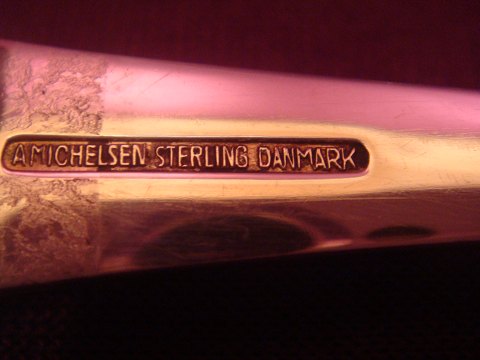 A MICHELSEN STERLING DANMARK